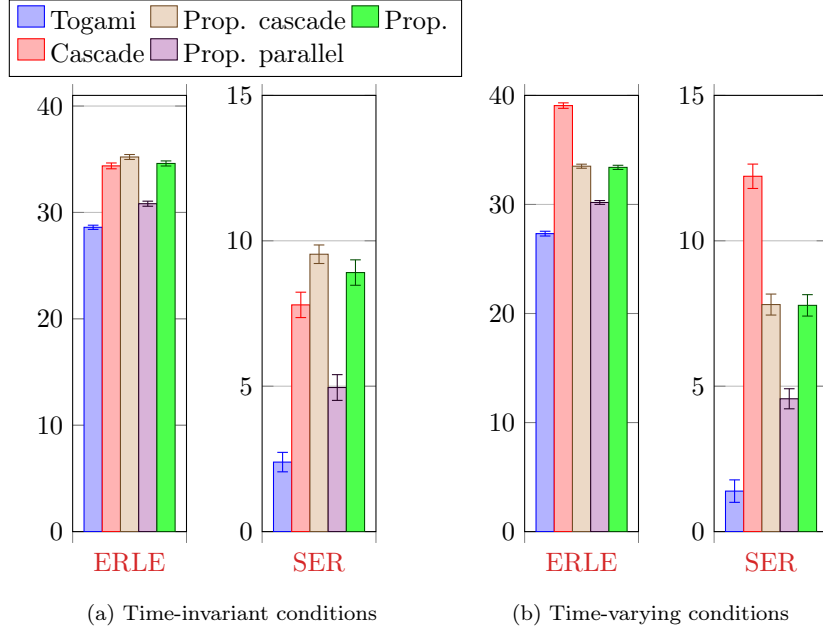 Togami Prop. cascade Prop.
Cascade Prop. parallel
40
30
20
10
0
ERLE
15
10
5
0
SER
(a) Time-invariant conditions
40
30
20
10
0
ERLE
15
10
5
0
SER
(b) Time-varying conditions